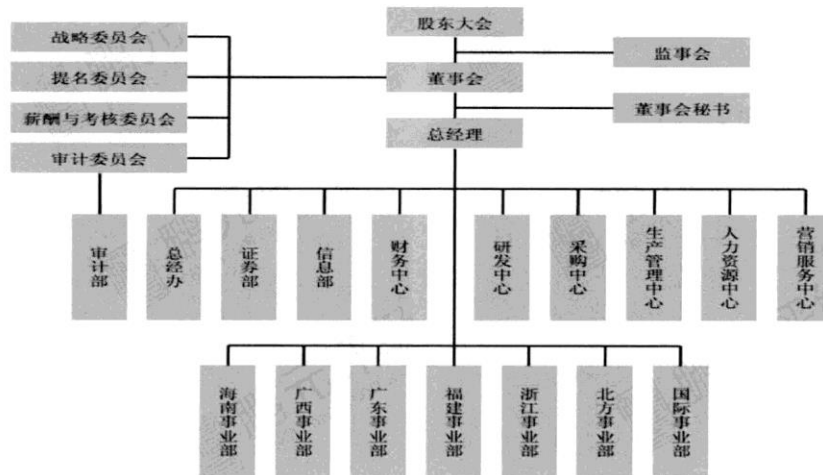 股东大会
战略委员会
监事会
提名委员会
董事会
薪酬与考核委员会
董事会秘书
总经理
审计委员会
审计部
总经办
证券部
信息部
财务中心
研发中心
采购中心
生产管理中心
人力资源中心
营销服务中心
海南事业部
广西事业部
广东事业部
福建事业部
浙江事业部
北方事业部
国际事业部